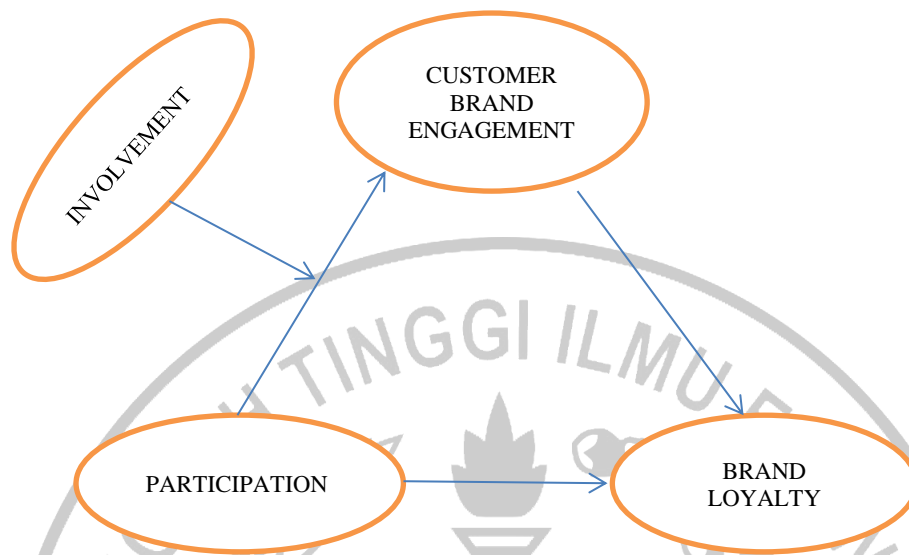 CUSTOMER
BRAND
ENGAGEMENT
INVOLVEMENT
TINGGI ILMU
PARTICIPATION
BRAND
LOYALTY